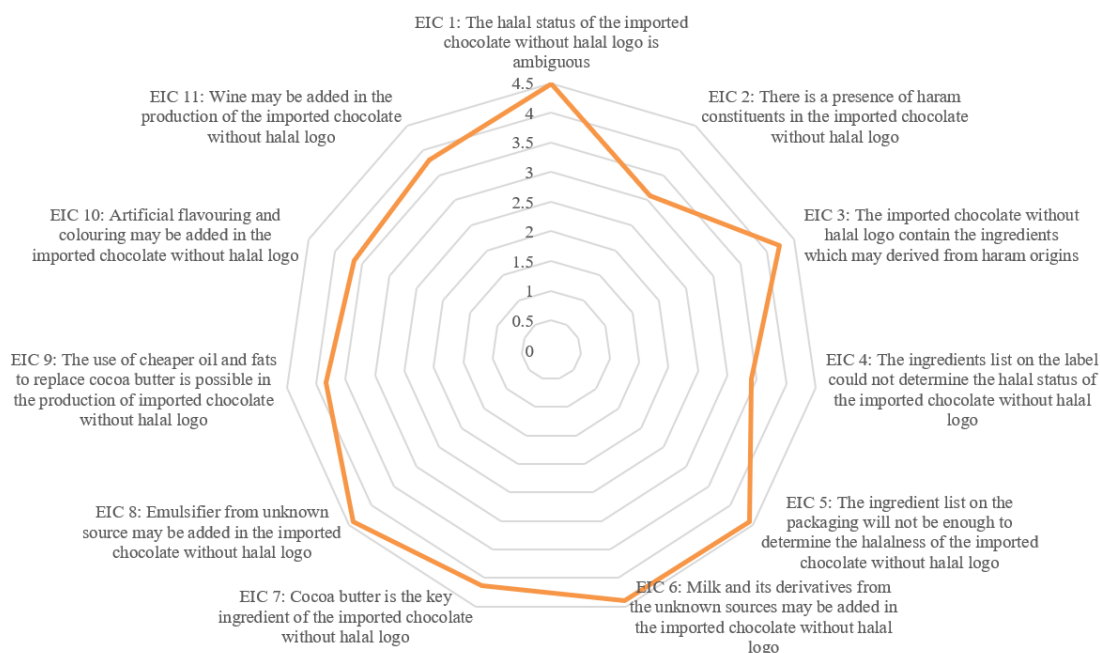 EIC 1: The halal status of the imported
chocolate without halal logo is
ambiguous
EIC 2: There is a presence of haram
constituents in the imported chocolate
without halal logo
EIC 3: The imported chocolate without
halal logo contain the ingredients
which may derived from haram origins
EIC 4: The ingredients list on the label
could not determine the halal status of
the imported chocolate without halal
logo
EIC 5: The ingredient list on the
packaging will not be enough to
determine the halalness of the imported
chocolate without halal logo
EIC 6: Milk and its derivatives from
the unknown sources may be added in
the imported chocolate without halal
logo
EIC 7: Cocoa butter is the key
ingredient of the imported chocolate
without halal logo
EIC 8: Emulsifier from unknown
source may be added in the imported
chocolate without halal logo
EIC 9: The use of cheaper oil and fats
to replace cocoa butter is possible in
the production of imported chocolate
without halal logo
EIC 10: Artificial flavouring and
colouring may be added in the
imported chocolate without halal logo
EIC 11: Wine may be added in the
production of the imported chocolate
without halal logo
4.5
4
3.5
3
2.5
2
1.5
1
0.5
0